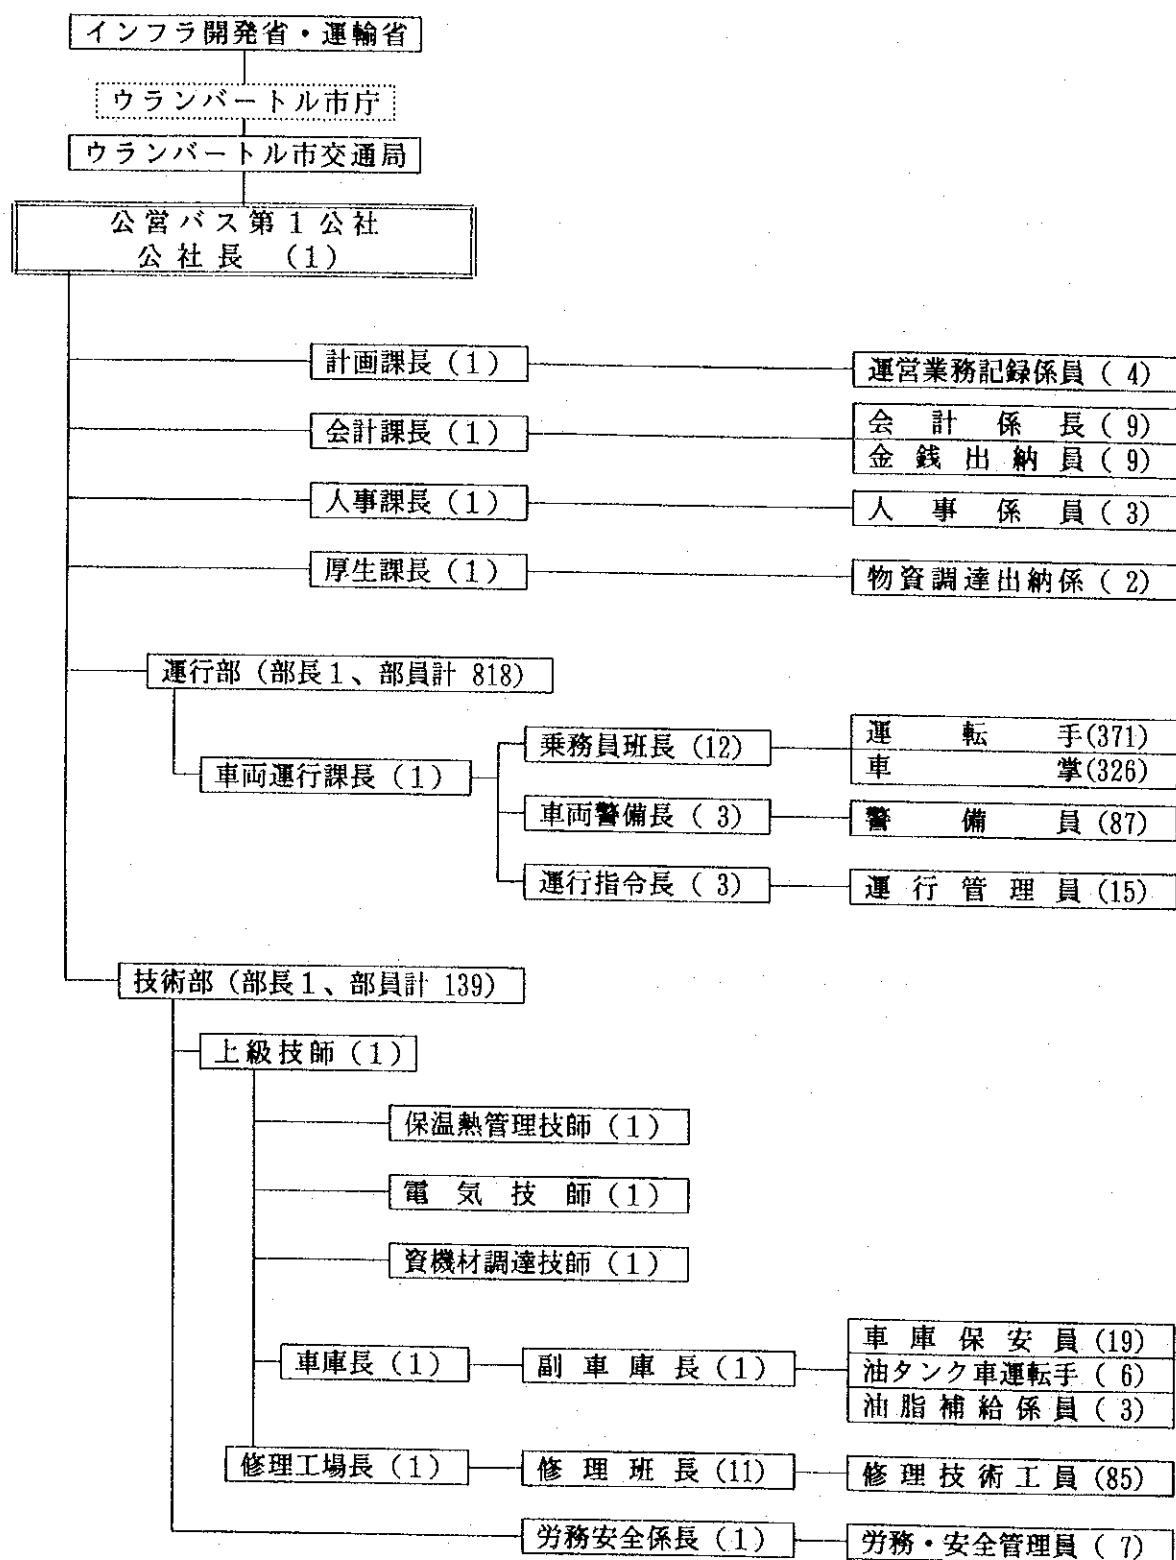 インフラ開発省・運輸省
ウランバートル市庁
ウランバートル市交通局
公営バス第1公社
公社長 (1)
計画課長 (1) 運営業務記録係員 ( 4)
会計課長 (1) 会計係長 ( 9)
金銭出納員 ( 9)
人事課長 (1) 人事係員 ( 3)
厚生課長 (1) 物資調達出納係 ( 2)
運行部 (部長1、部員計 818)
車両運行課長 (1) 乗務員班長 (12) 運転手(371)
車掌(326)
車両警備長 ( 3) 警備員 (87)
運行指令長 ( 3) 運行管理員 (15)
技術部 (部長1、部員計 139)
上級技師 (1)
保温熱管理技師 (1)
電気技師 (1)
資機材調達技師 (1)
車庫長 (1) 副車庫長 (1) 車庫保安員 (19)
油タンク車運転手 ( 6)
油脂補給係員 ( 3)
修理工場長 (1) 修理班長 (11) 修理技術工員 (85)
労務安全係長 (1) 労務・安全管理員 ( 7)